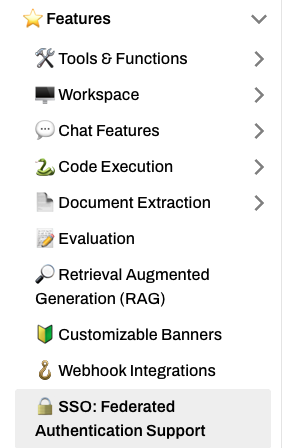 ⭐ Features
🛠️ Tools & Functions
🖥️ Workspace
💬 Chat Features
🐍 Code Execution
📄 Document Extraction
📝 Evaluation
🔎 Retrieval Augmented
Generation (RAG)
🔰 Customizable Banners
🪝 Webhook Integrations
🔒 SSO: Federated
Authentication Support